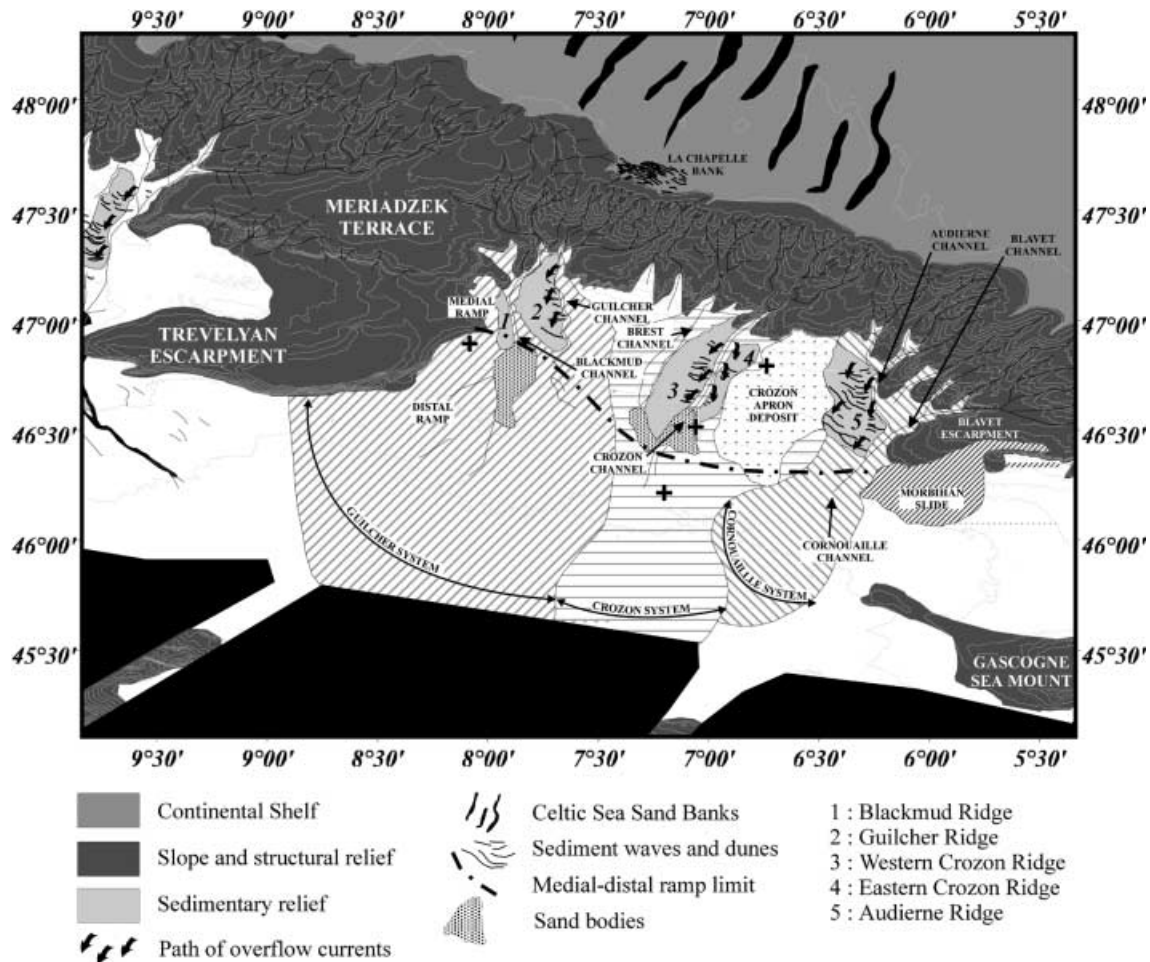 9°30' 9°00' 8°30' 8°00' 7°30' 7°00' 6°30' 6°00' 5°30'
48°00' 48°00'
LA CHAPELLE
BANK
47°30' 47°30'
MERIADZEK
TERRACE
AUDIERNE
CHANNEL
BLAVET
CHANNEL
MEDIAL
RAMP
1
2
GUILCHER
CHANNEL
47°00' 47°00'
TREVELYAN
ESCARPMENT
BREST
CHANNEL
BLACKMUD
CHANNEL
3
4
CROZON
APRON
DEPOSIT
DISTAL
RAMP
5
46°30' 46°30'
BLAVET
ESCARPMENT
CROZON
CHANNEL
MORBIHAN
SLIDE
GUILCHER SYSTEM
CORNOUAILLE SYSTEM
CORNOUAILLE
CHANNEL
46°00' 46°00'
CROZON SYSTEM
45°30' 45°30'
GASCOGNE
SEA MOUNT
9°30' 9°00' 8°30' 8°00' 7°30' 7°00' 6°30' 6°00' 5°30'
Continental Shelf
Slope and structural relief
Sedimentary relief
Path of overflow currents
Celtic Sea Sand Banks
Sediment waves and dunes
Medial-distal ramp limit
Sand bodies
1 : Blackmud Ridge
2 : Guilcher Ridge
3 : Western Crozon Ridge
4 : Eastern Crozon Ridge
5 : Audierne Ridge